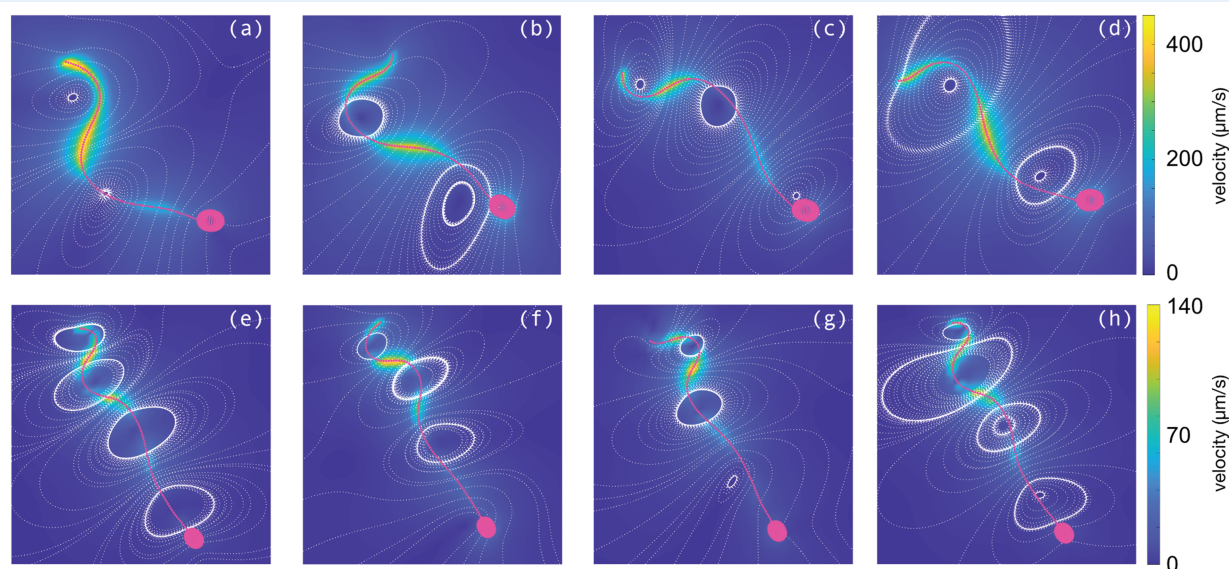 (a)
(b)
(c)
(d)
400
200
0
velocity (μm/s)
(e)
(f)
(g)
(h)
140
70
0
velocity (μm/s)